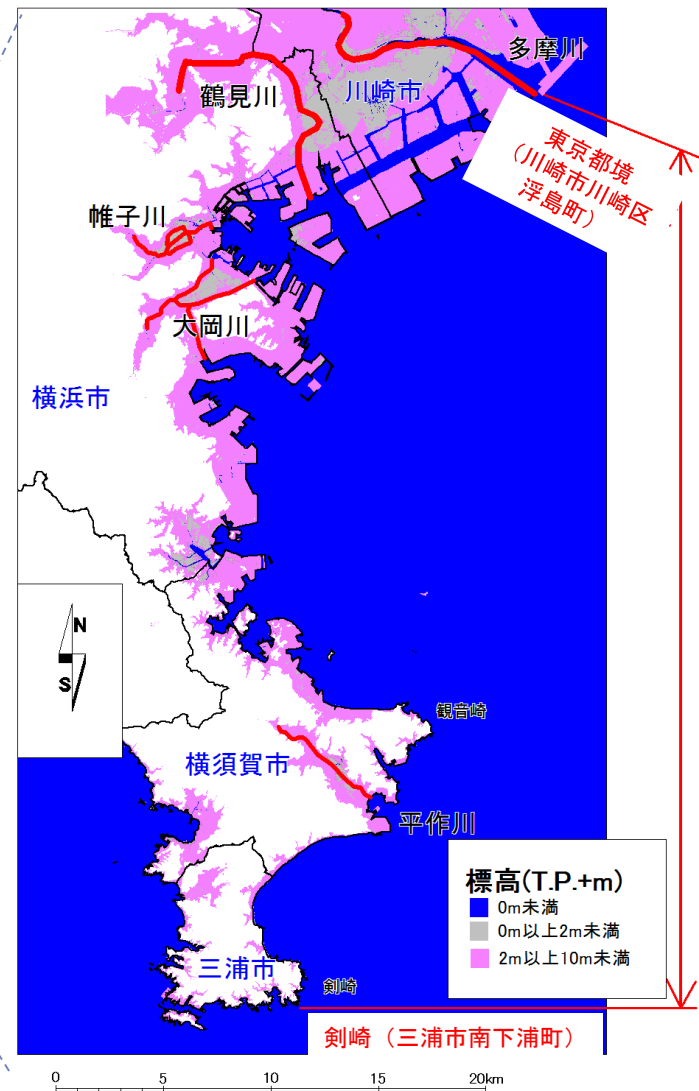 多摩川
鶴見川
川崎市
東京都境
(川崎市川崎区
浮島町)
帷子川
大岡川
横浜市
N
S
観音崎
横須賀市
平作川
標高(T.P.+m)
0m未満
0m以上2m未満
2m以上10m未満
三浦市
剣崎
剣崎(三浦市南下浦町)
0 5 10 15 20km